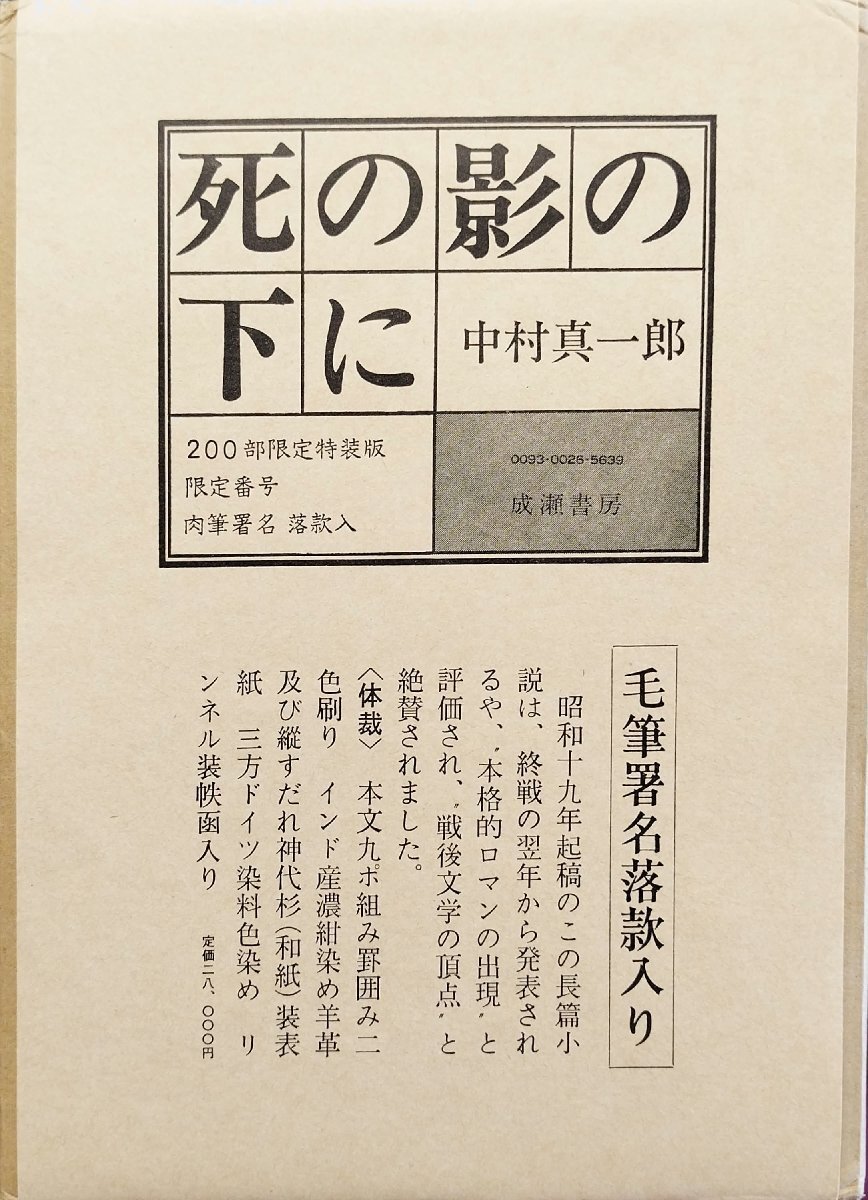 死の影の
下に
中村真一郎
200部限定特装版
限定番号
肉筆署名 落款入
0093-0026-5639
成瀬書房
毛筆署名落款入り
昭和十九年起稿のこの長篇小
説は、終戦の翌年から発表され
るや、〝本格的ロマンの出現〟と
評価され、〝戦後文学の頂点〟と
絶賛されました。
〈体裁〉 本文九ポ組み罫囲み二
色刷り インド産濃紺染め羊革
及び縦すだれ神代杉(和紙)装表
紙 三方ドイツ染料色染め リ
ンネル装帙函入り
定価二八、〇〇〇円